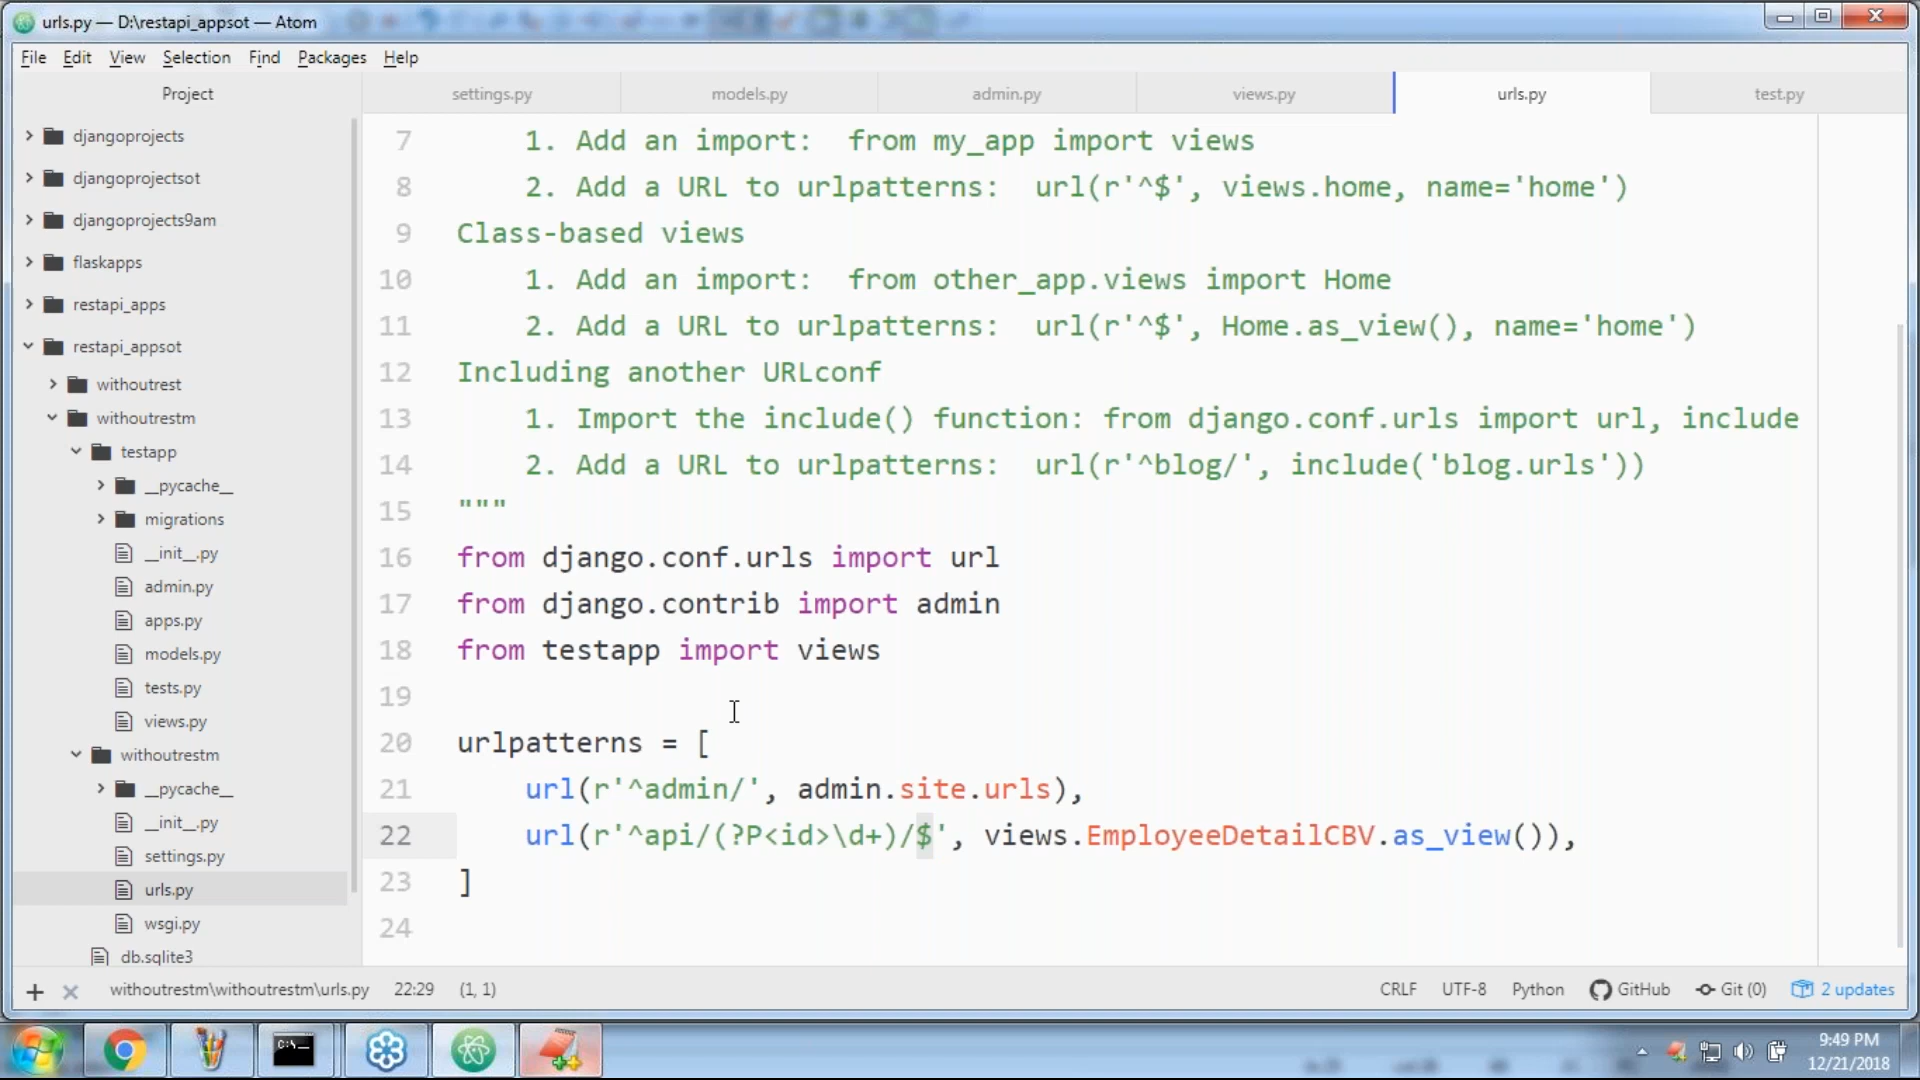 urls.py — D:\restapi_appsot — Atom
File Edit View Selection Find Packages Help
Project
settings.py models.py admin.py views.py urls.py test.py
djangoprojects
djangoprojectsot
djangoprojects9am
flaskapps
restapi_apps
restapi_appsot
withoutrest
withoutrestm
testapp
__pycache__
migrations
__init__.py
admin.py
apps.py
models.py
tests.py
views.py
withoutrestm
__pycache__
__init__.py
settings.py
urls.py
wsgi.py
db.sqlite3
7 1. Add an import:  from my_app import views
8 2. Add a URL to urlpatterns:  url(r'^$', views.home, name='home')
9 Class-based views
10 1. Add an import:  from other_app.views import Home
11 2. Add a URL to urlpatterns:  url(r'^$', Home.as_view(), name='home')
12 Including another URLconf
13 1. Import the include() function: from django.conf.urls import url, include
14 2. Add a URL to urlpatterns:  url(r'^blog/', include('blog.urls'))
15 """
16 from django.conf.urls import url
17 from django.contrib import admin
18 from testapp import views
19
20 urlpatterns = [
21 url(r'^admin/', admin.site.urls),
22 url(r'^api/(?P<id>\d+)/$', views.EmployeeDetailCBV.as_view()),
23 ]
24
withoutrestm\withoutrestm\urls.py 22:29 (1, 1) CRLF UTF-8 Python GitHub Git (0) 2 updates
C:\_
9:49 PM
12/21/2018